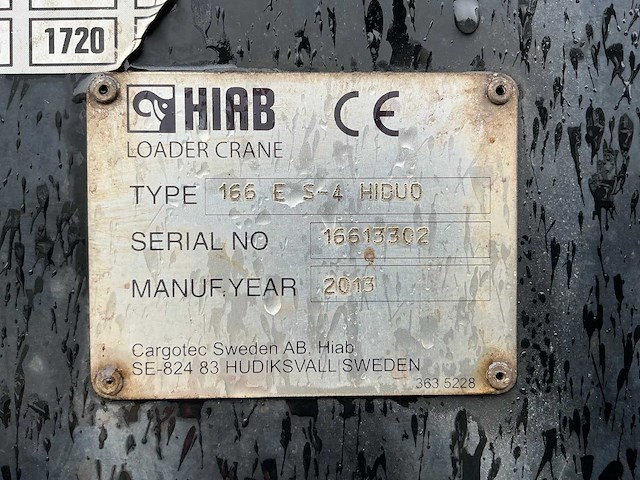 1720
HIAB CE
LOADER CRANE
TYPE 166 E S-4 HIDUO
SERIAL NO 16613302
MANUF.YEAR 2013
Cargotec Sweden AB, Hiab
SE-824 83 HUDIKSVALL SWEDEN
363 5228